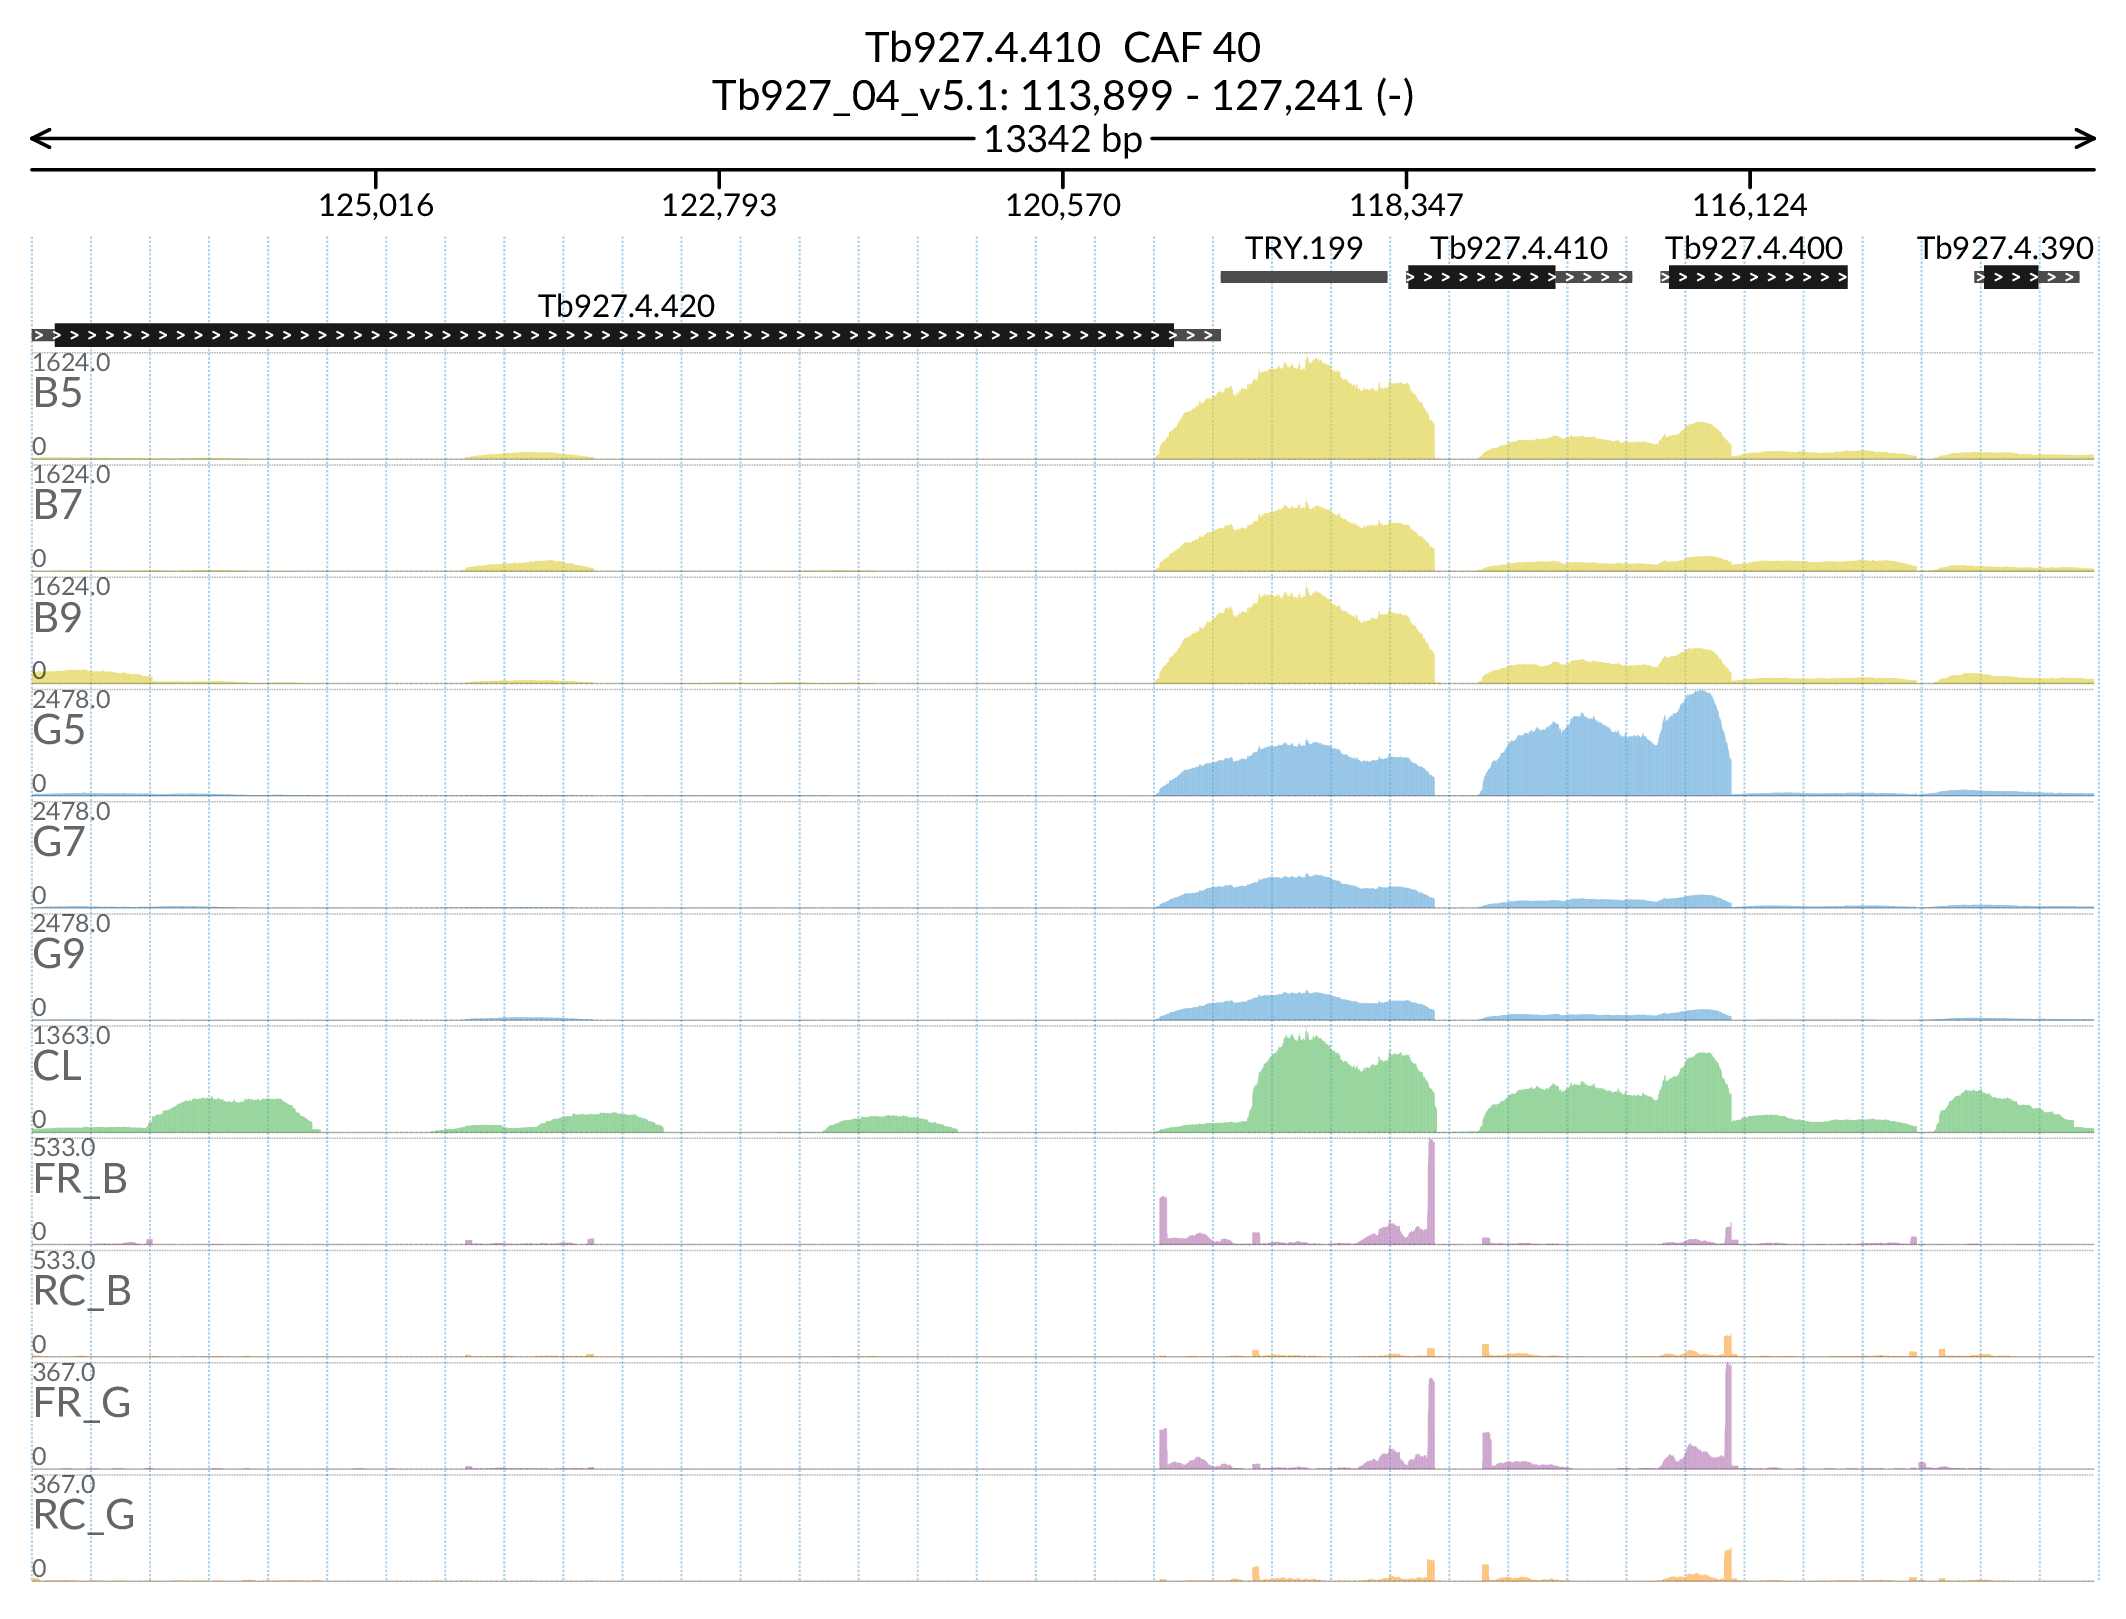 Tb927.4.410  CAF 40
Tb927_04_v5.1: 113,899 - 127,241 (-)
13342 bp
125,016 122,793 120,570 118,347 116,124
TRY.199 Tb927.4.410 Tb927.4.400 Tb927.4.390
Tb927.4.420
1624.0
B5
0
1624.0
B7
0
1624.0
B9
0
2478.0
G5
0
2478.0
G7
0
2478.0
G9
0
1363.0
CL
0
533.0
FR_B
0
533.0
RC_B
0
367.0
FR_G
0
367.0
RC_G
0